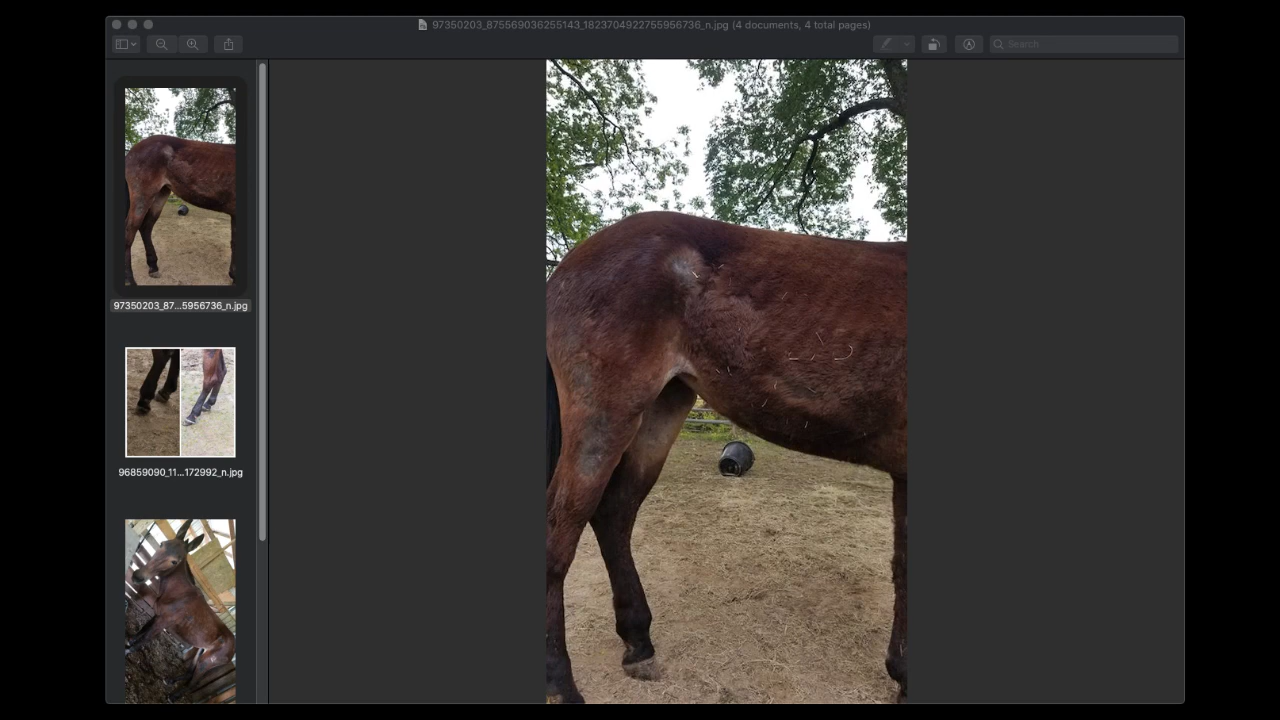 97350203_875569036255143_1823704922755956736_n.jpg (4 documents, 4 total pages)
Search
97350203_87...5956736_n.jpg
96859090_11...172992_n.jpg